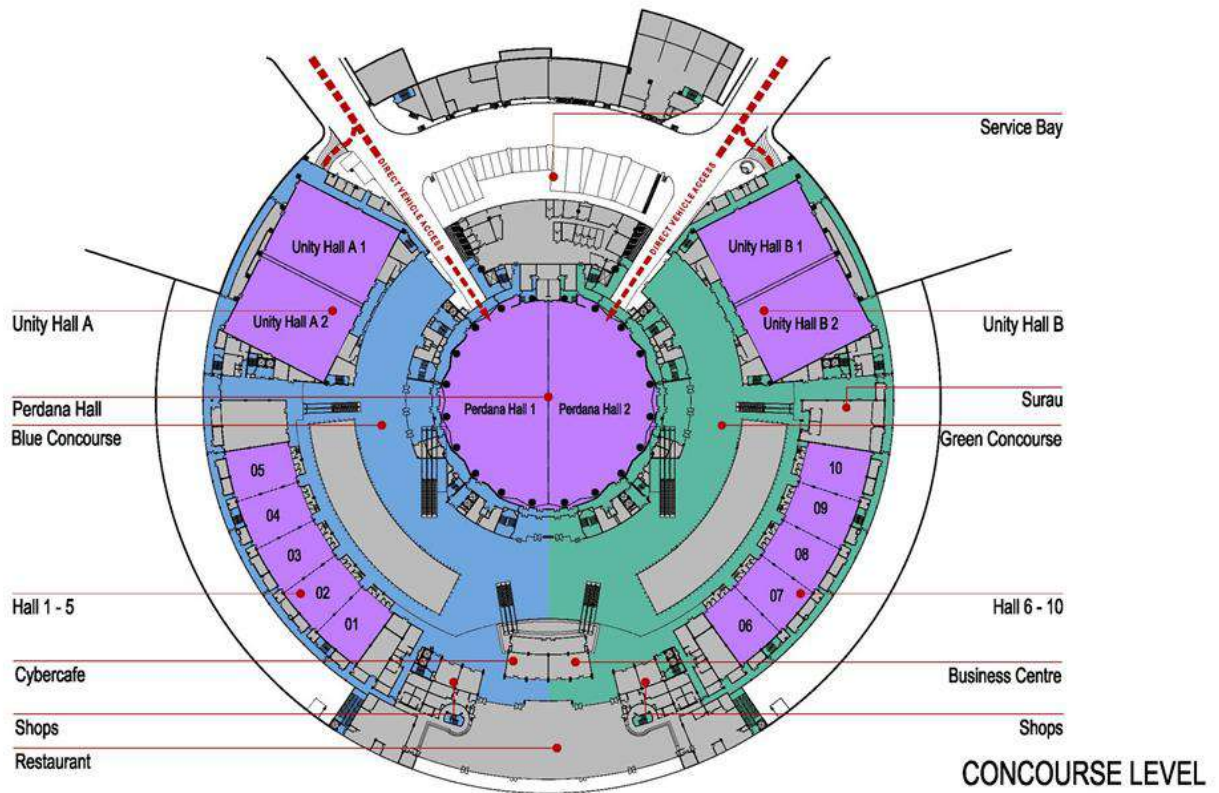 Service Bay
DIRECT VEHICLE ACCESS
DIRECT VEHICLE ACCESS
Unity Hall A 1
Unity Hall B 1
Unity Hall A
Unity Hall A 2
Unity Hall B 2
Unity Hall B
Perdana Hall
Perdana Hall 1
Perdana Hall 2
Surau
Blue Concourse
Green Concourse
05
10
04
09
03
08
Hall 1 - 5
02
07
Hall 6 - 10
01
06
Cybercafe
Business Centre
Shops
Shops
Restaurant
CONCOURSE LEVEL